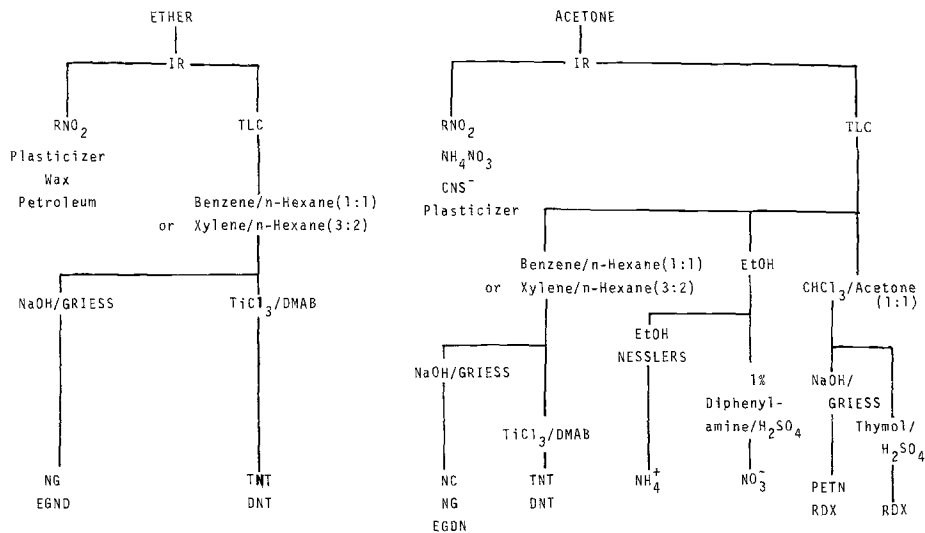 ETHER
IR
RNO2
Plasticizer
Wax
Petroleum
TLC
Benzene/n-Hexane(1:1)
or Xylene/n-Hexane(3:2)
NaOH/GRIESS
TiCl3/DMAB
NG
EGND
TNT
DNT
ACETONE
IR
RNO2
NH4NO3
CNS-
Plasticizer
TLC
Benzene/n-Hexane(1:1)
or Xylene/n-Hexane(3:2)
EtOH
CHCl3/Acetone
(1:1)
NaOH/GRIESS
TiCl3/DMAB
EtOH
NESSLERS
1%
Diphenyl-
amine/H2SO4
NaOH/
GRIESS
Thymol/
H2SO4
NC
NG
EGDN
TNT
DNT
NH4+
NO3-
PETN
RDX
RDX